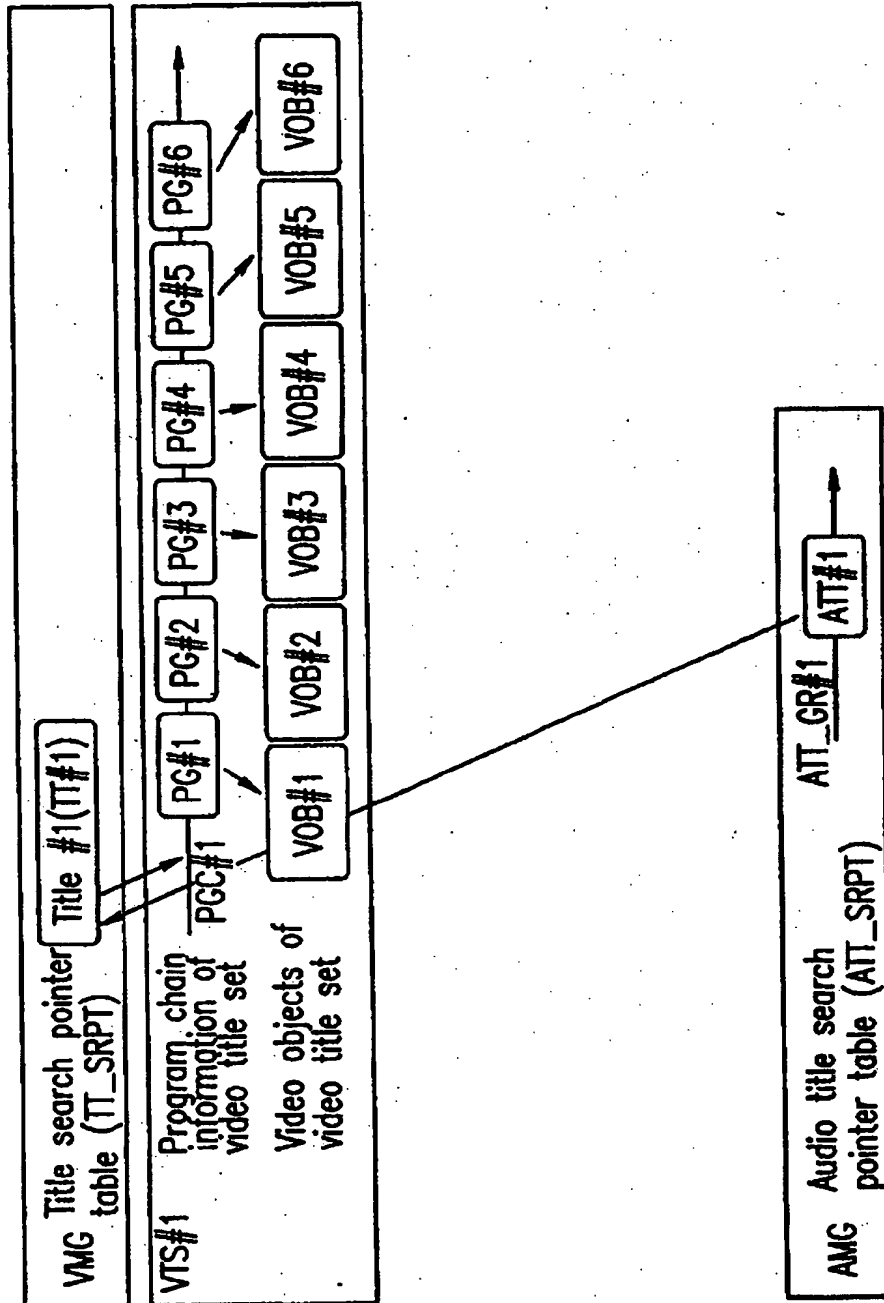 VMG
Title search pointer
table (TT_SRPT)
Title #1(TT#1)
VTS#1
Program chain
information of
video title set
PGC#1
PG#1
PG#2
PG#3
PG#4
PG#5
PG#6
Video objects of
video title set
VOB#1
VOB#2
VOB#3
VOB#4
VOB#5
VOB#6
AMG
Audio title search
pointer table (ATT_SRPT)
ATT_GR#1
ATT#1